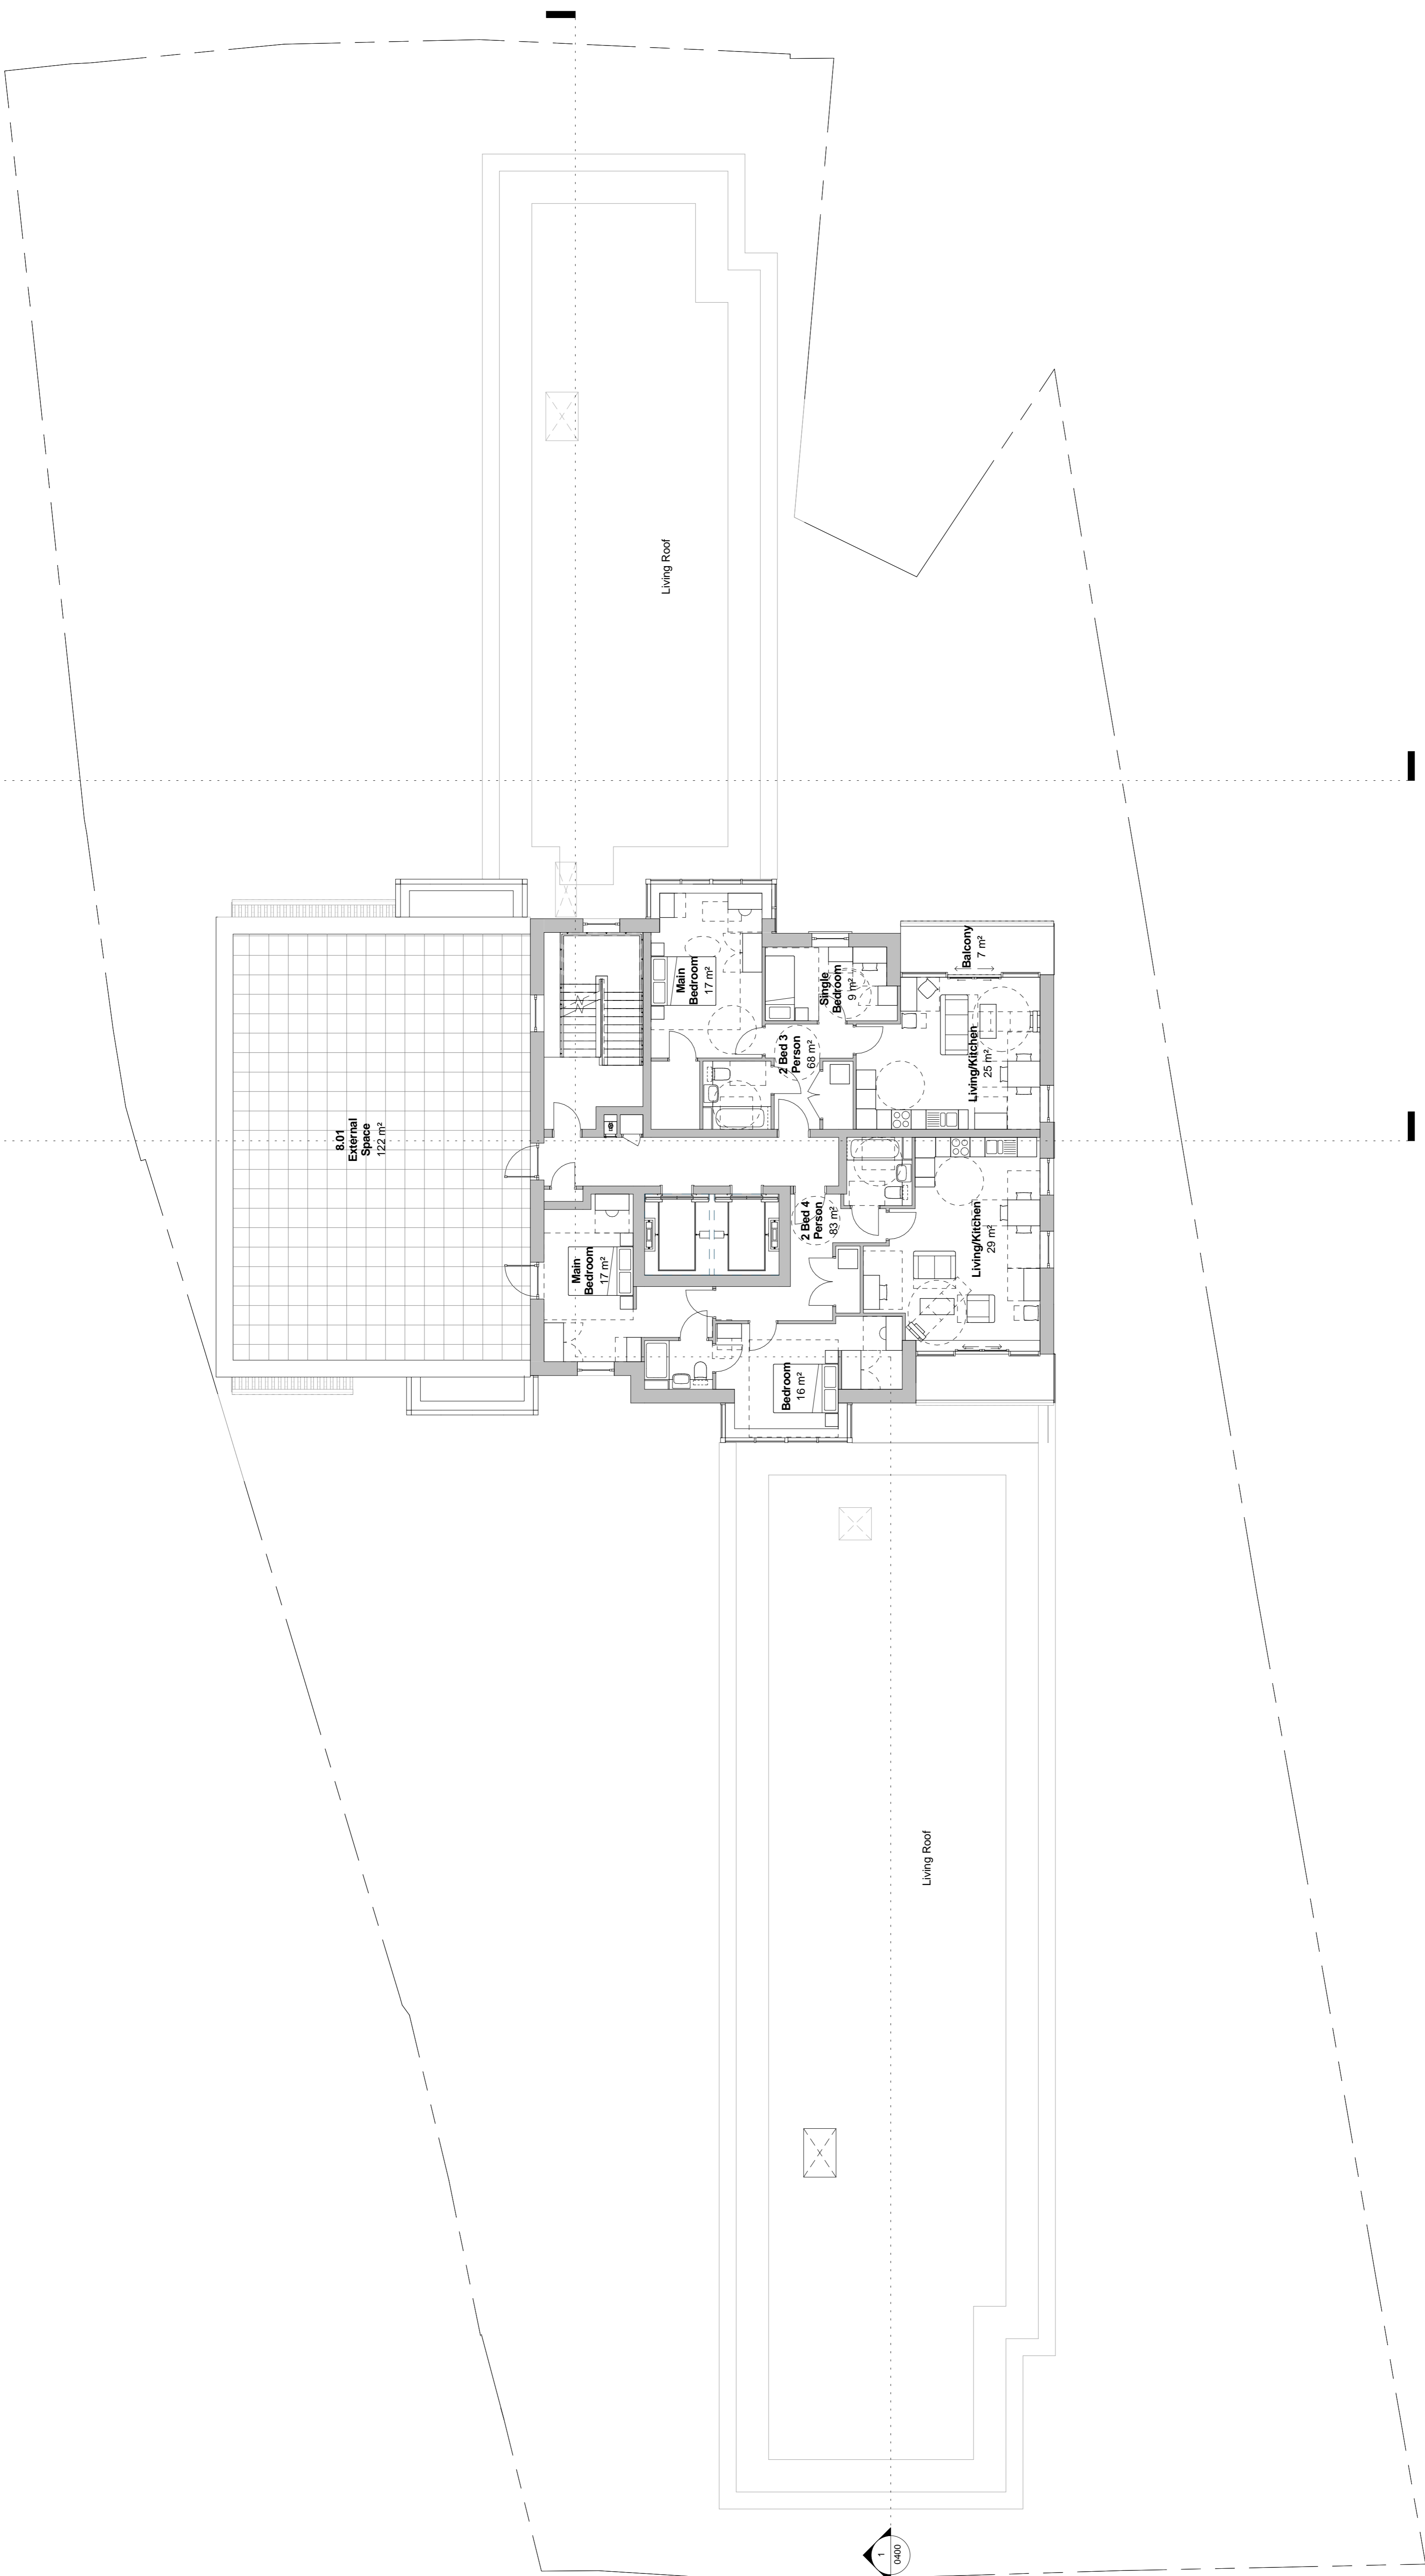 Living Roof
8.01
External
Space
122 m²
Main
Bedroom
17 m²
Single
Bedroom
9 m²
Balcony
7 m²
2 Bed 3
Person
68 m²
Living/Kitchen
25 m²
Main
Bedroom
17 m²
2 Bed 4
Person
83 m²
Living/Kitchen
29 m²
Bedroom
16 m²
Living Roof
1
0400